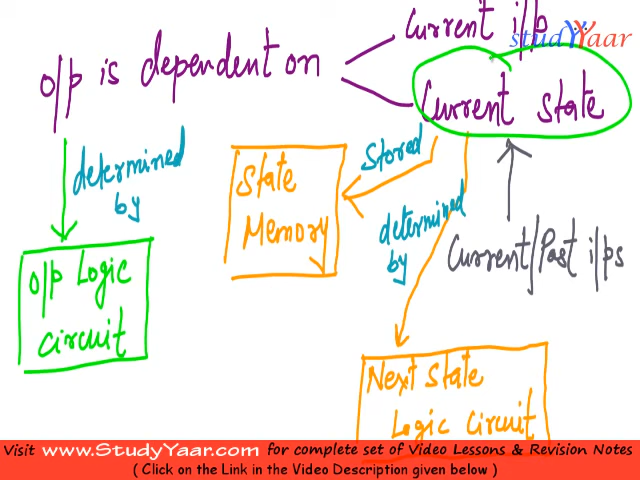 Current i/p
studYYaar
o/p is dependent on
Current state
determined
by
Stored
State
Memory
determined
by
Current/Past i/ps
o/p Logic
Circuit
Next State
Logic Circuit
Visit www.StudyYaar.com for complete set of Video Lessons & Revision Notes
( Click on the Link in the Video Description given below )